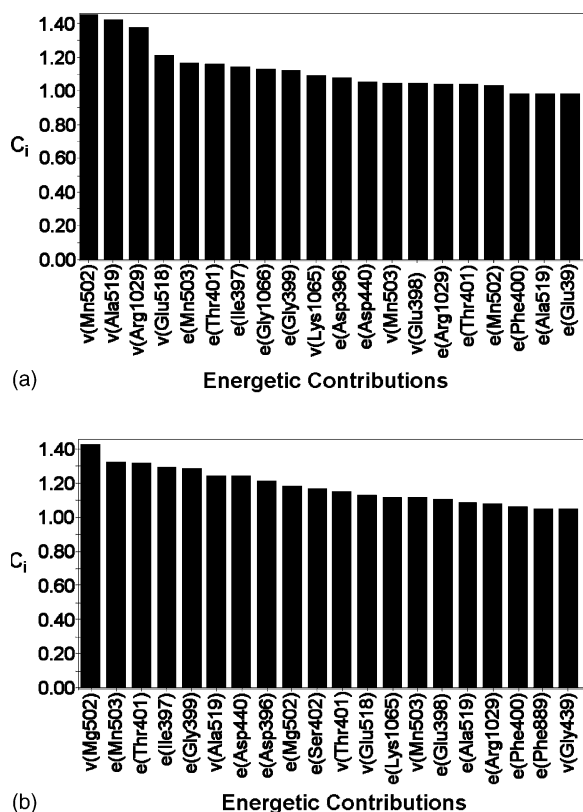 1.40
1.20
1.00
0.80
0.60
0.40
0.20
0.00
Ci
v(Mn502)
v(Ala519)
v(Arg1029)
v(Glu518)
e(Mn503)
e(Thr401)
e(Ile397)
e(Gly1066)
e(Gly399)
v(Lys1065)
e(Asp396)
e(Asp440)
v(Mn503)
v(Glu398)
e(Arg1029)
e(Thr401)
e(Mn502)
e(Phe400)
e(Ala519)
e(Glu39)
(a)
Energetic Contributions
1.40
1.20
1.00
0.80
0.60
0.40
0.20
0.00
Ci
v(Mg502)
e(Mn503)
e(Thr401)
e(Ile397)
e(Gly399)
v(Ala519)
e(Asp440)
e(Asp396)
e(Mg502)
e(Ser402)
v(Thr401)
v(Glu518)
e(Lys1065)
v(Mn503)
e(Glu398)
e(Ala519)
e(Arg1029)
e(Phe400)
e(Phe889)
v(Gly439)
(b)
Energetic Contributions